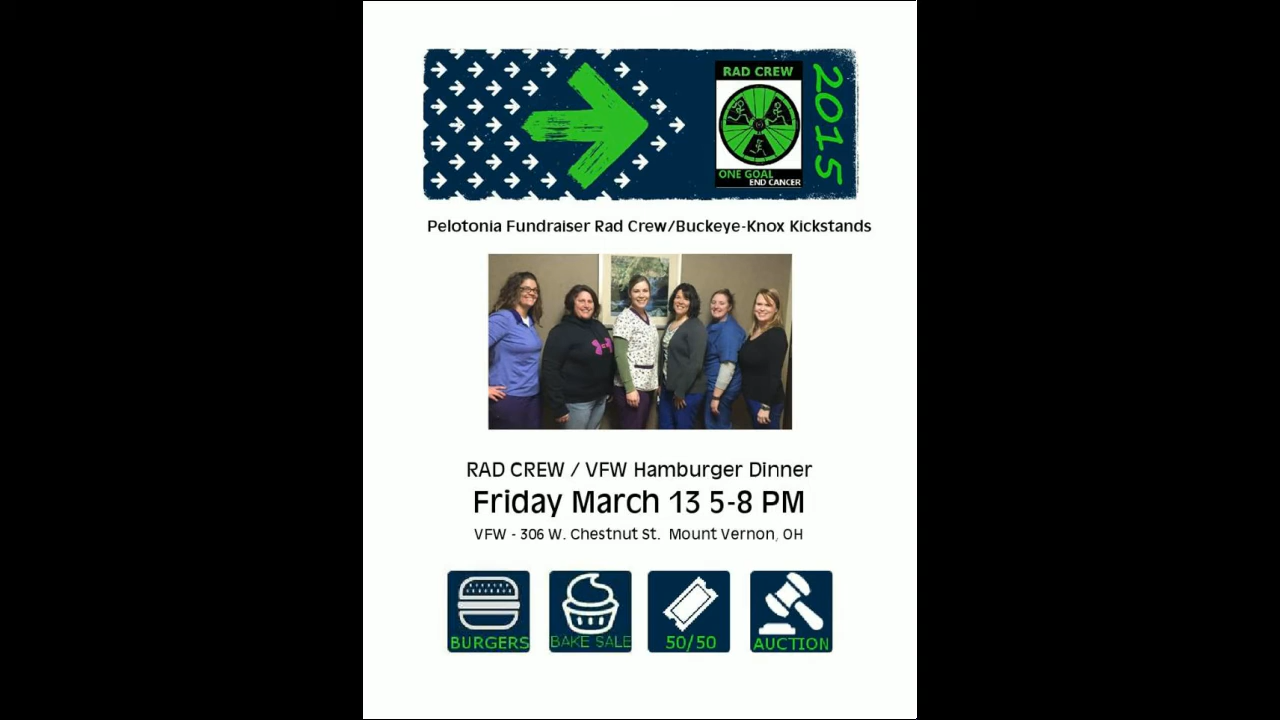 RAD CREW
2015
ONE GOAL
END CANCER
Pelotonia Fundraiser Rad Crew/Buckeye-Knox Kickstands
RAD CREW / VFW Hamburger Dinner
Friday March 13 5-8 PM
VFW - 306 W. Chestnut St. Mount Vernon, OH
BURGERS
BAKE SALE
50/50
AUCTION